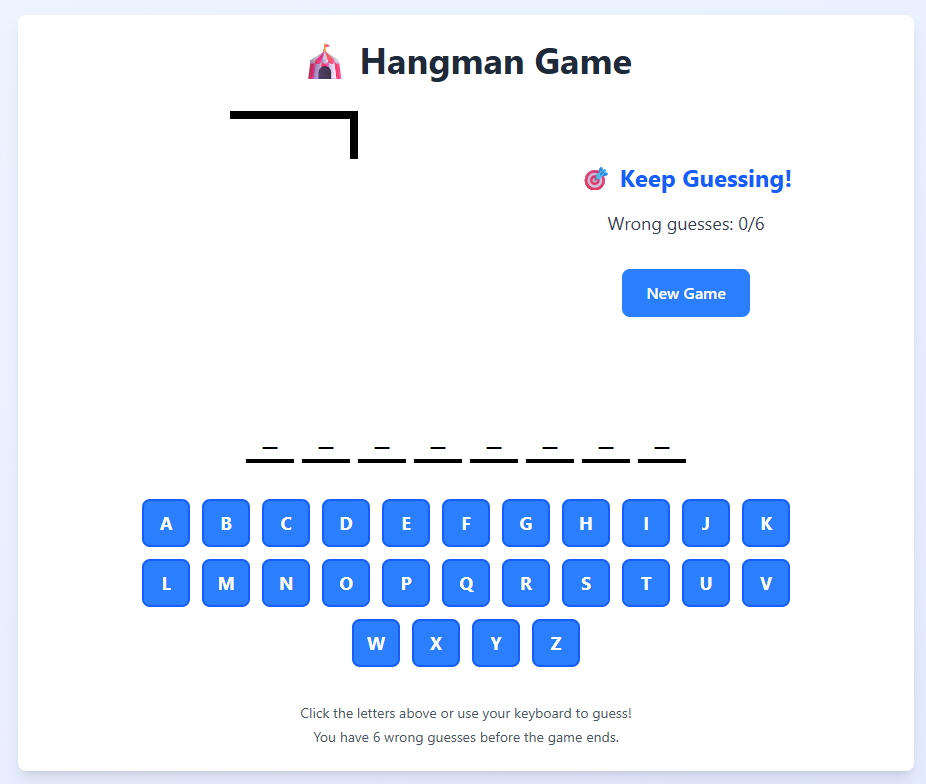 Hangman Game
Keep Guessing!
Wrong guesses: 0/6
New Game
_ _ _ _ _ _ _ _
A B C D E F G H I J K
L M N O P Q R S T U V
W X Y Z
Click the letters above or use your keyboard to guess!
You have 6 wrong guesses before the game ends.